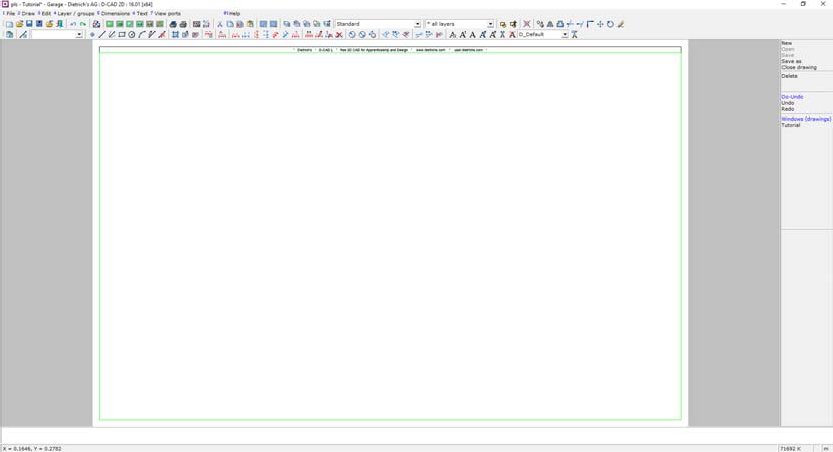 pls - Tutorial* - Garage - Dietrich's AG - D-CAD 2D - 16.01 [x64]
1 File 2 Draw 3 Edit 4 Layer / groups 5 Dimensions 6 Text 7 View ports Help
Standard
* all layers
D_Default
Dietrichs D-CAD L Free 2D CAD for Apprenticeship and Design www.dietrichs.com user.dietrichs.com
New
Open
Save
Save as
Close drawing
Delete
Do-Undo
Undo
Redo
Windows (drawings)
Tutorial
X = 0.1646, Y = 0.2782
71692 K
m